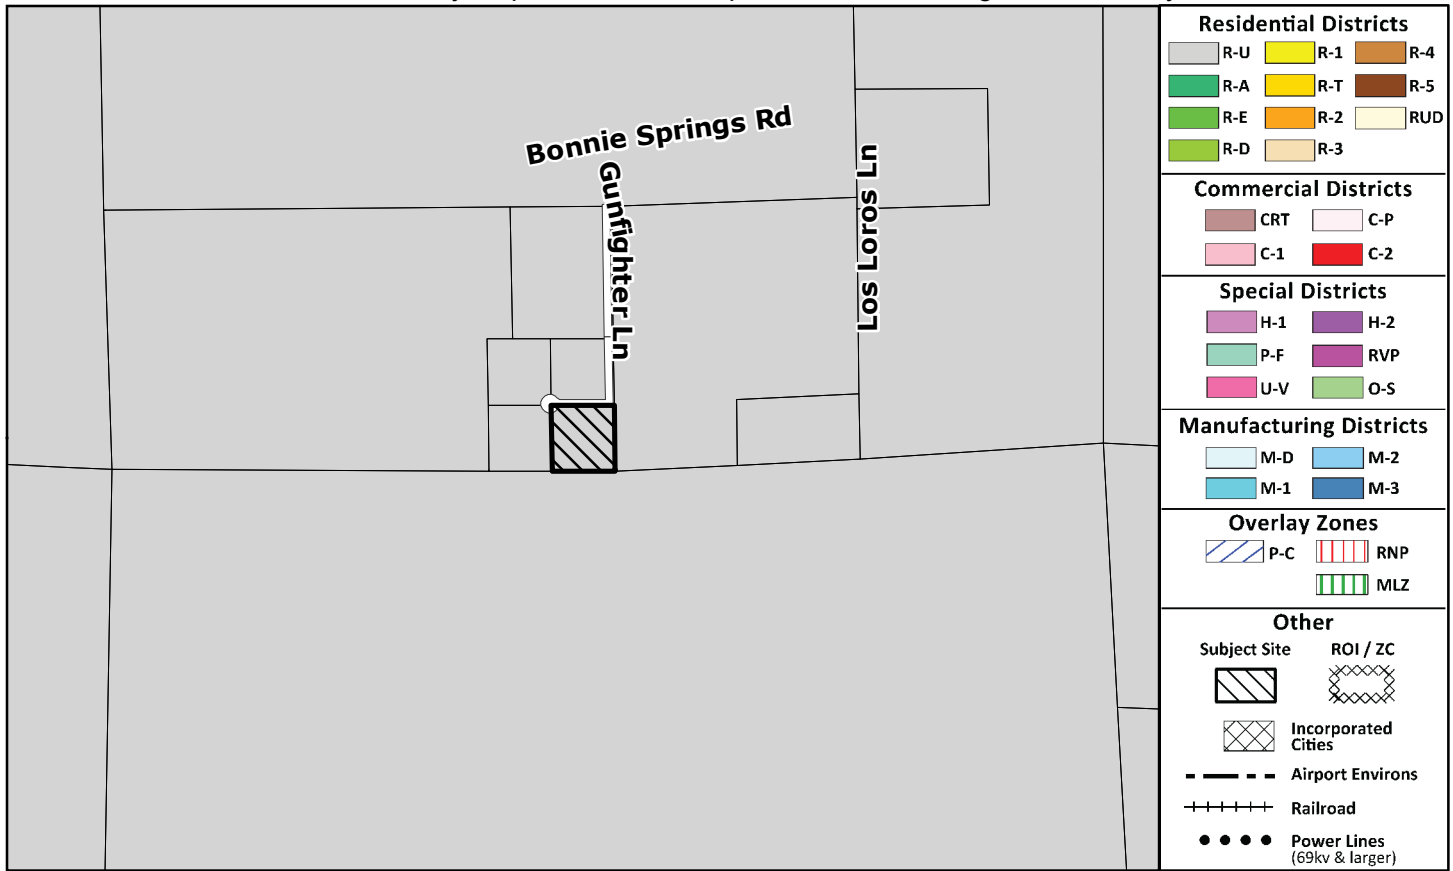 Bonnie Springs Rd
Gunfighter Ln
Los Loros Ln
Residential Districts
R-U R-1 R-4
R-A R-T R-5
R-E R-2 RUD
R-D R-3
Commercial Districts
CRT C-P
C-1 C-2
Special Districts
H-1 H-2
P-F RVP
U-V O-S
Manufacturing Districts
M-D M-2
M-1 M-3
Overlay Zones
P-C RNP
MLZ
Other
Subject Site ROI / ZC
Incorporated
Cities
Airport Environs
Railroad
Power Lines
(69kv & larger)